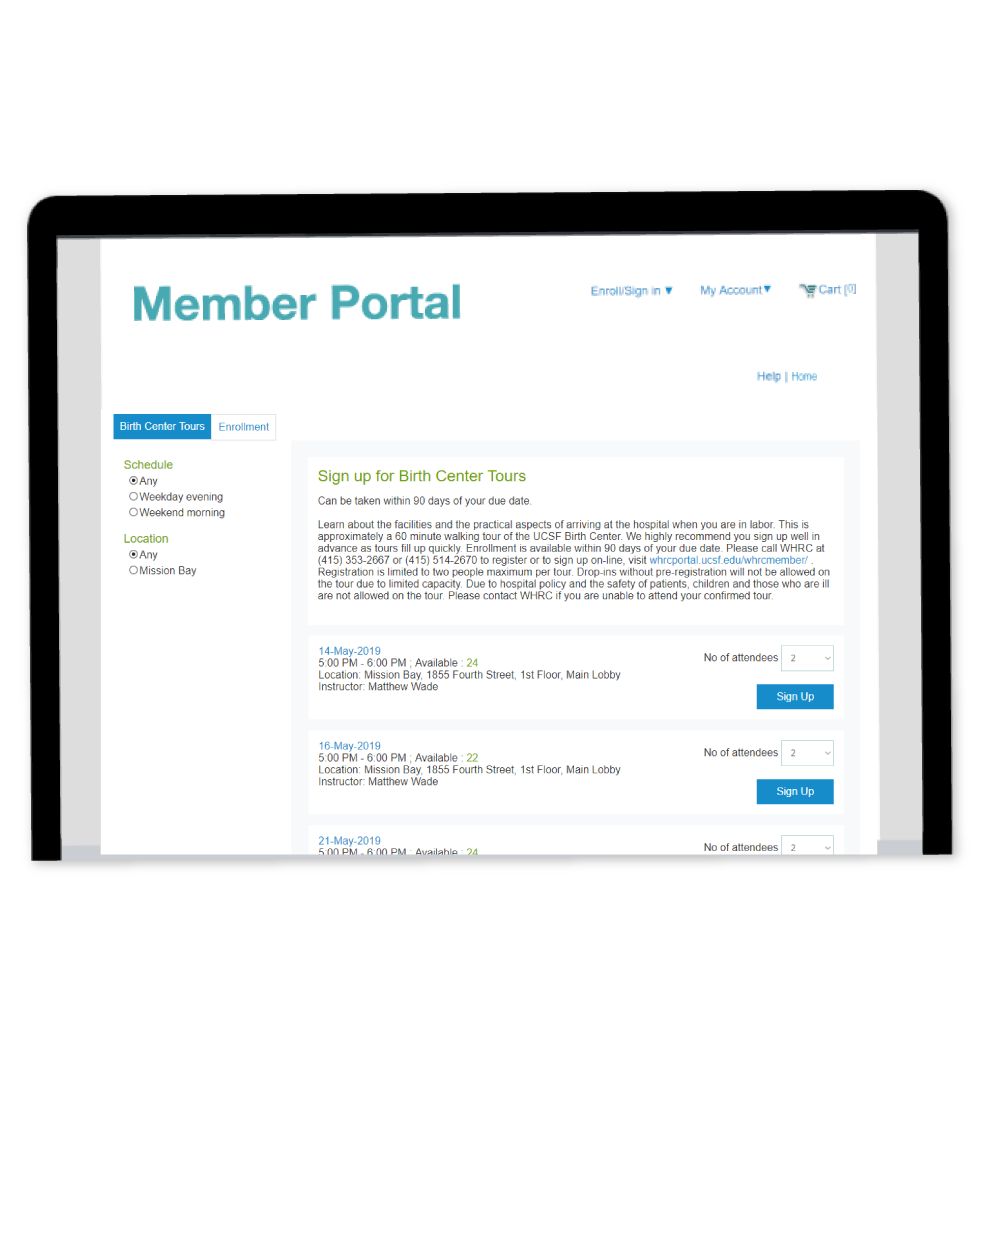 Member Portal
Enroll/Sign in ▼
My Account▼
Cart [0]
Help | Home
Birth Center Tours
Enrollment
Schedule
Any
Weekday evening
Weekend morning
Location
Any
Mission Bay
Sign up for Birth Center Tours
Can be taken within 90 days of your due date.
Learn about the facilities and the practical aspects of arriving at the hospital when you are in labor. This is
approximately a 60 minute walking tour of the UCSF Birth Center. We highly recommend you sign up well in
advance as tours fill up quickly. Enrollment is available within 90 days of your due date. Please call WHRC at
(415) 353-2667 or (415) 514-2670 to register or to sign up on-line, visit whrcportal.ucsf.edu/whrcmember/ .
Registration is limited to two people maximum per tour. Drop-ins without pre-registration will not be allowed on
the tour due to limited capacity. Due to hospital policy and the safety of patients, children and those who are ill
are not allowed on the tour. Please contact WHRC if you are unable to attend your confirmed tour.
14-May-2019
5:00 PM - 6:00 PM ; Available : 24
Location: Mission Bay, 1855 Fourth Street, 1st Floor, Main Lobby
Instructor: Matthew Wade
No of attendees 2
Sign Up
16-May-2019
5:00 PM - 6:00 PM ; Available : 22
Location: Mission Bay, 1855 Fourth Street, 1st Floor, Main Lobby
Instructor: Matthew Wade
No of attendees 2
Sign Up
21-May-2019
5:00 PM - 6:00 PM ; Available : 24
No of attendees 2